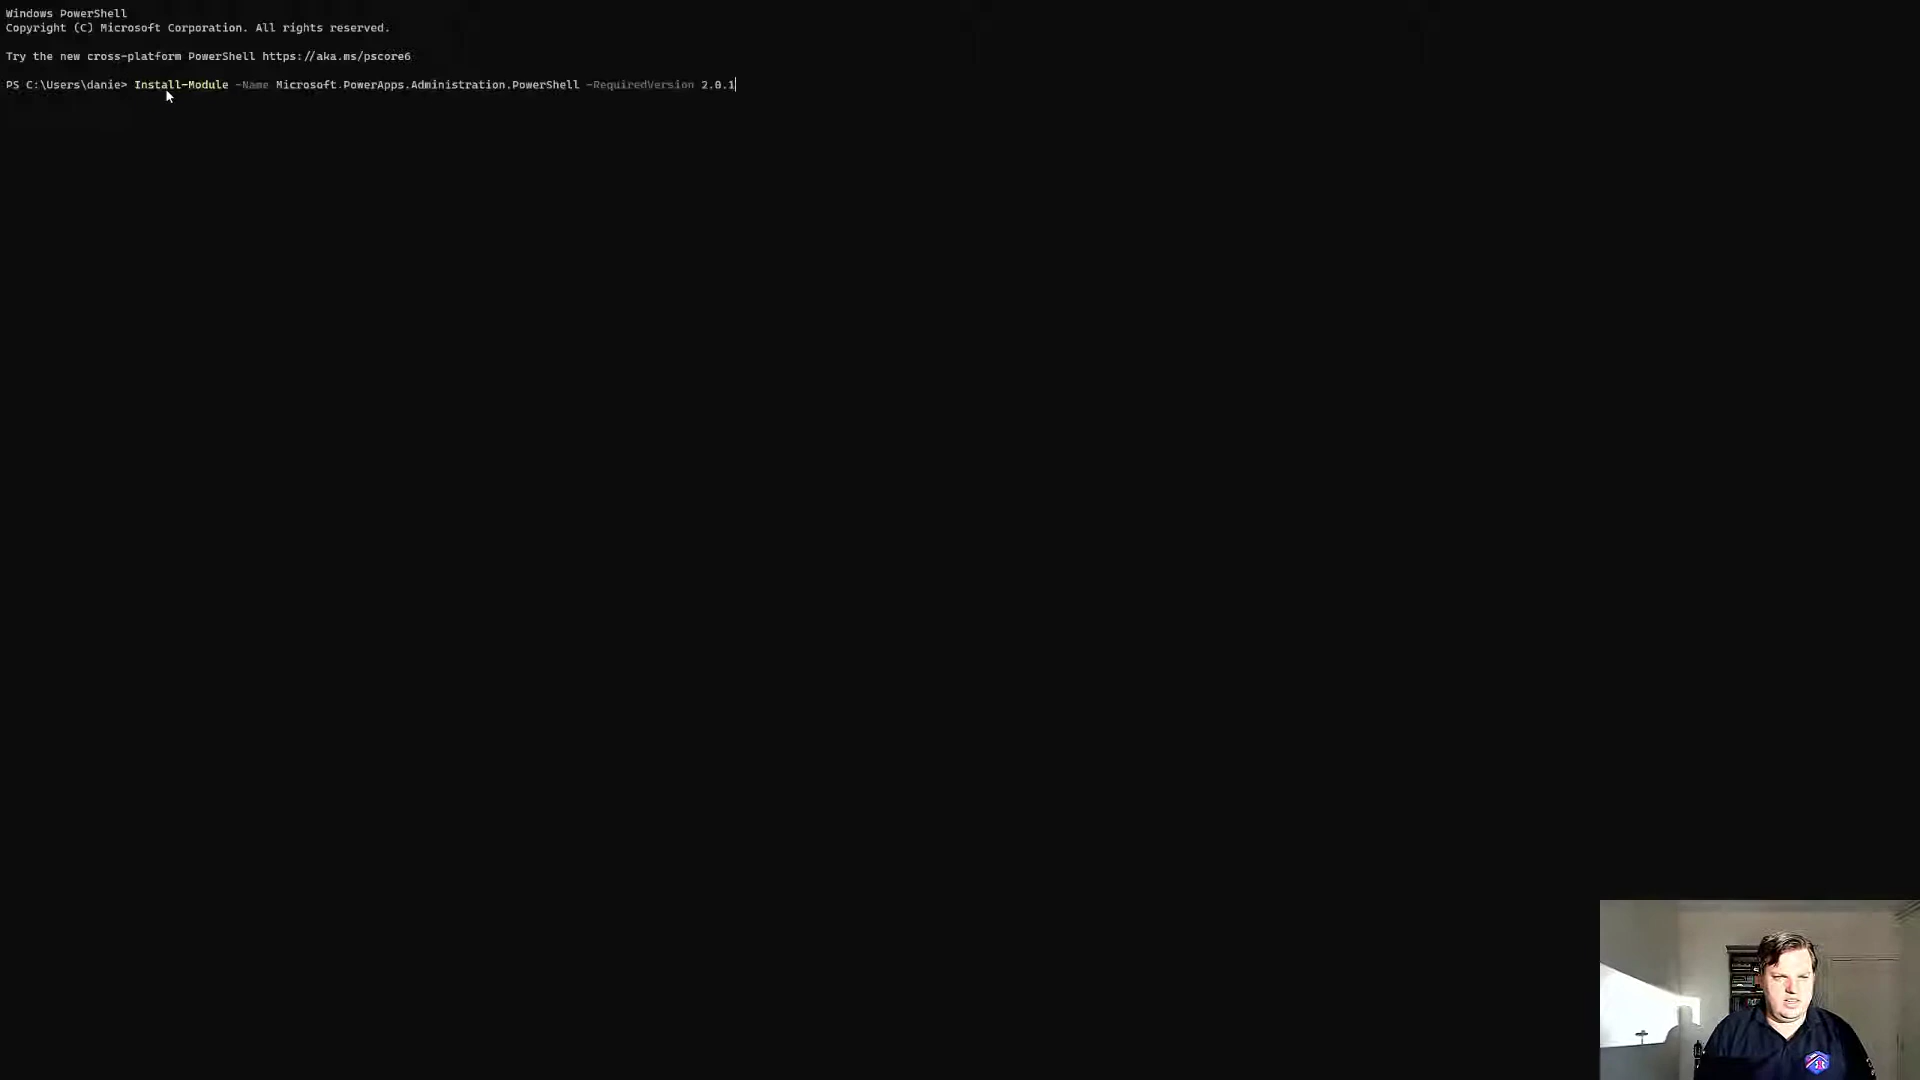 Windows PowerShell
Copyright (C) Microsoft Corporation. All rights reserved.
Try the new cross-platform PowerShell https://aka.ms/pscore6
PS C:\Users\danie> Install-Module -Name Microsoft.PowerApps.Administration.PowerShell -RequiredVersion 2.0.1